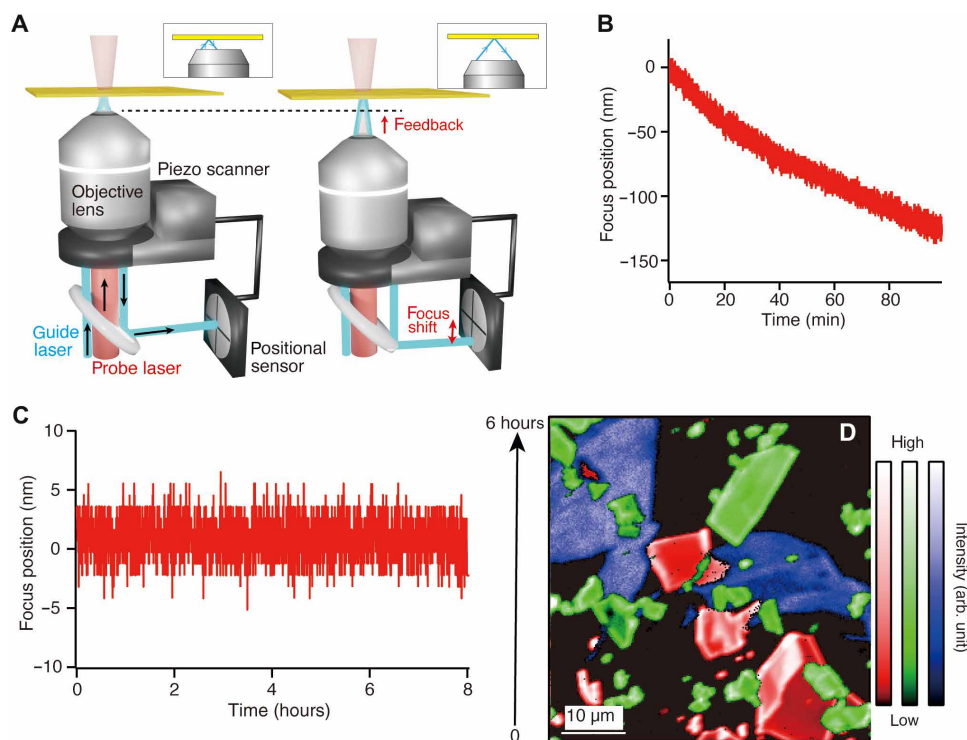 A
Feedback
Piezo scanner
Objective
lens
Guide
laser
Probe laser
Focus
shift
Positional
sensor
B
Focus position (nm)
0
−50
−100
−150
0
20
40
60
80
Time (min)
C
Focus position (nm)
10
5
0
−5
−10
0
2
4
6
8
Time (hours)
6 hours
0
D
10 μm
High
Low
Intensity (arb. unit)